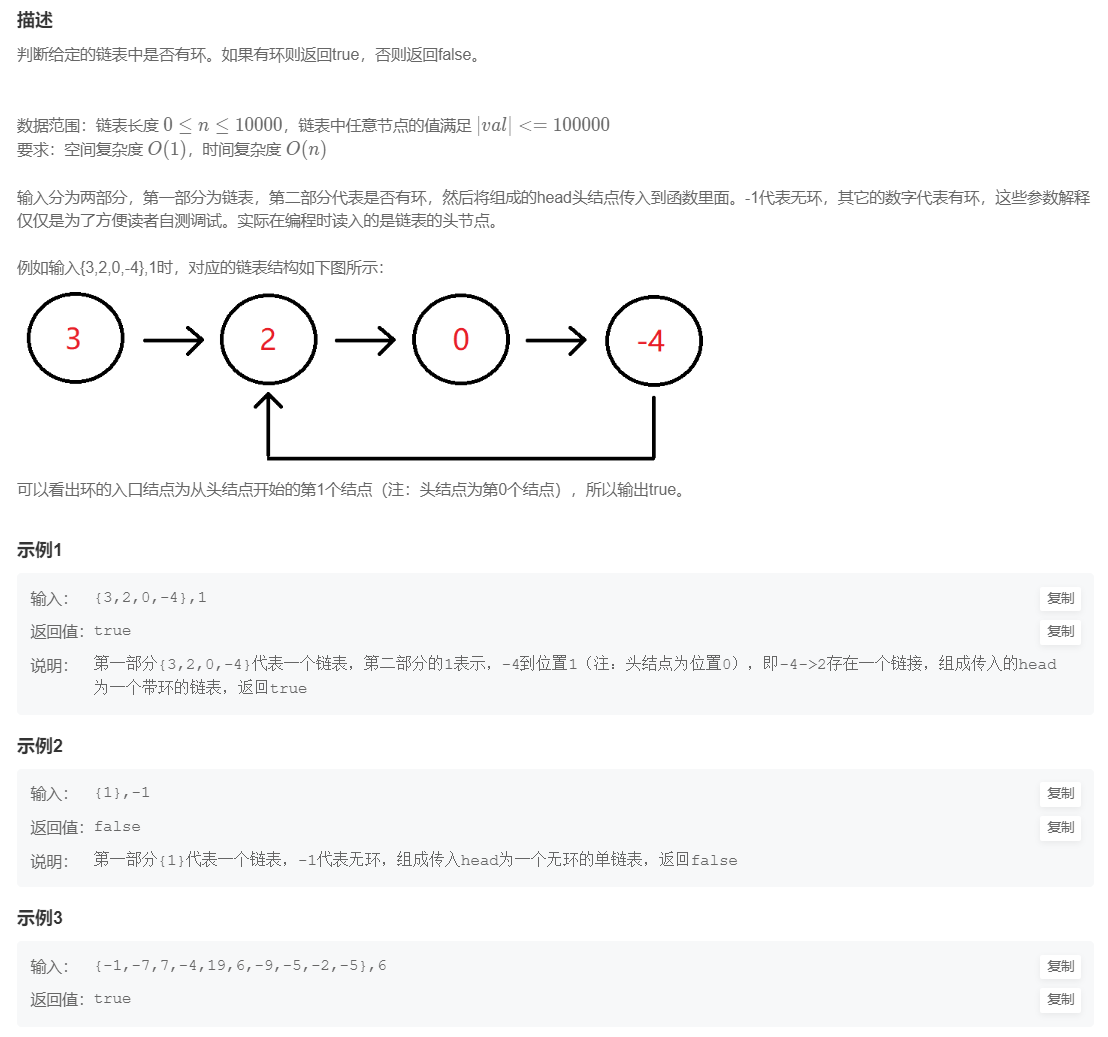 描述
判断给定的链表中是否有环。如果有环则返回true，否则返回false。
数据范围：链表长度 0 ≤ n ≤ 10000，链表中任意节点的值满足 |val| <= 100000
要求：空间复杂度 O(1)，时间复杂度 O(n)
输入分为两部分，第一部分为链表，第二部分代表是否有环，然后将组成的head头结点传入到函数里面。-1代表无环，其它的数字代表有环，这些参数解释
仅仅是为了方便读者自测调试。实际在编程时读入的是链表的头节点。
例如输入{3,2,0,-4},1时，对应的链表结构如下图所示：
3 2 0 -4
可以看出环的入口结点为从头结点开始的第1个结点（注：头结点为第0个结点），所以输出true。
示例1
输入： {3,2,0,-4},1 复制
返回值：true 复制
说明： 第一部分{3,2,0,-4}代表一个链表，第二部分的1表示，-4到位置1（注：头结点为位置0），即-4->2存在一个链接，组成传入的head
为一个带环的链表，返回true
示例2
输入： {1},-1 复制
返回值：false 复制
说明： 第一部分{1}代表一个链表，-1代表无环，组成传入head为一个无环的单链表，返回false
示例3
输入： {-1,-7,7,-4,19,6,-9,-5,-2,-5},6 复制
返回值：true 复制